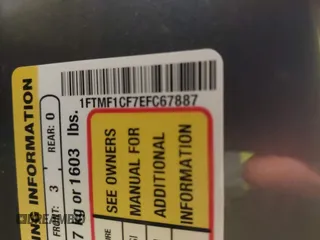 1FTMF1CF7EFC67887
NG INFORMATION
FRONT: 3 REAR: 0
7 kg or 1603 lbs.
SEE OWNERS
MANUAL FOR
ADDITIONAL
INFORMATION